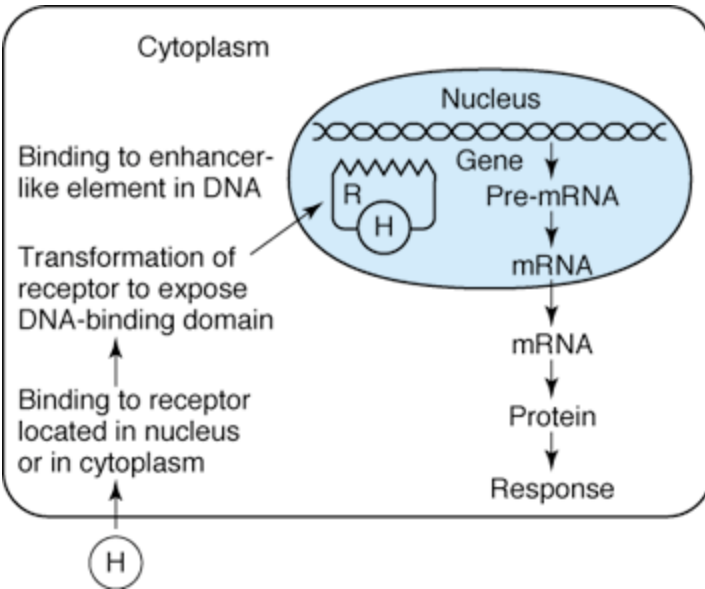 Cytoplasm
Nucleus
Binding to enhancer-
like element in DNA
Gene
R
H
Pre-mRNA
Transformation of
receptor to expose
DNA-binding domain
mRNA
mRNA
Binding to receptor
located in nucleus
or in cytoplasm
Protein
Response
H